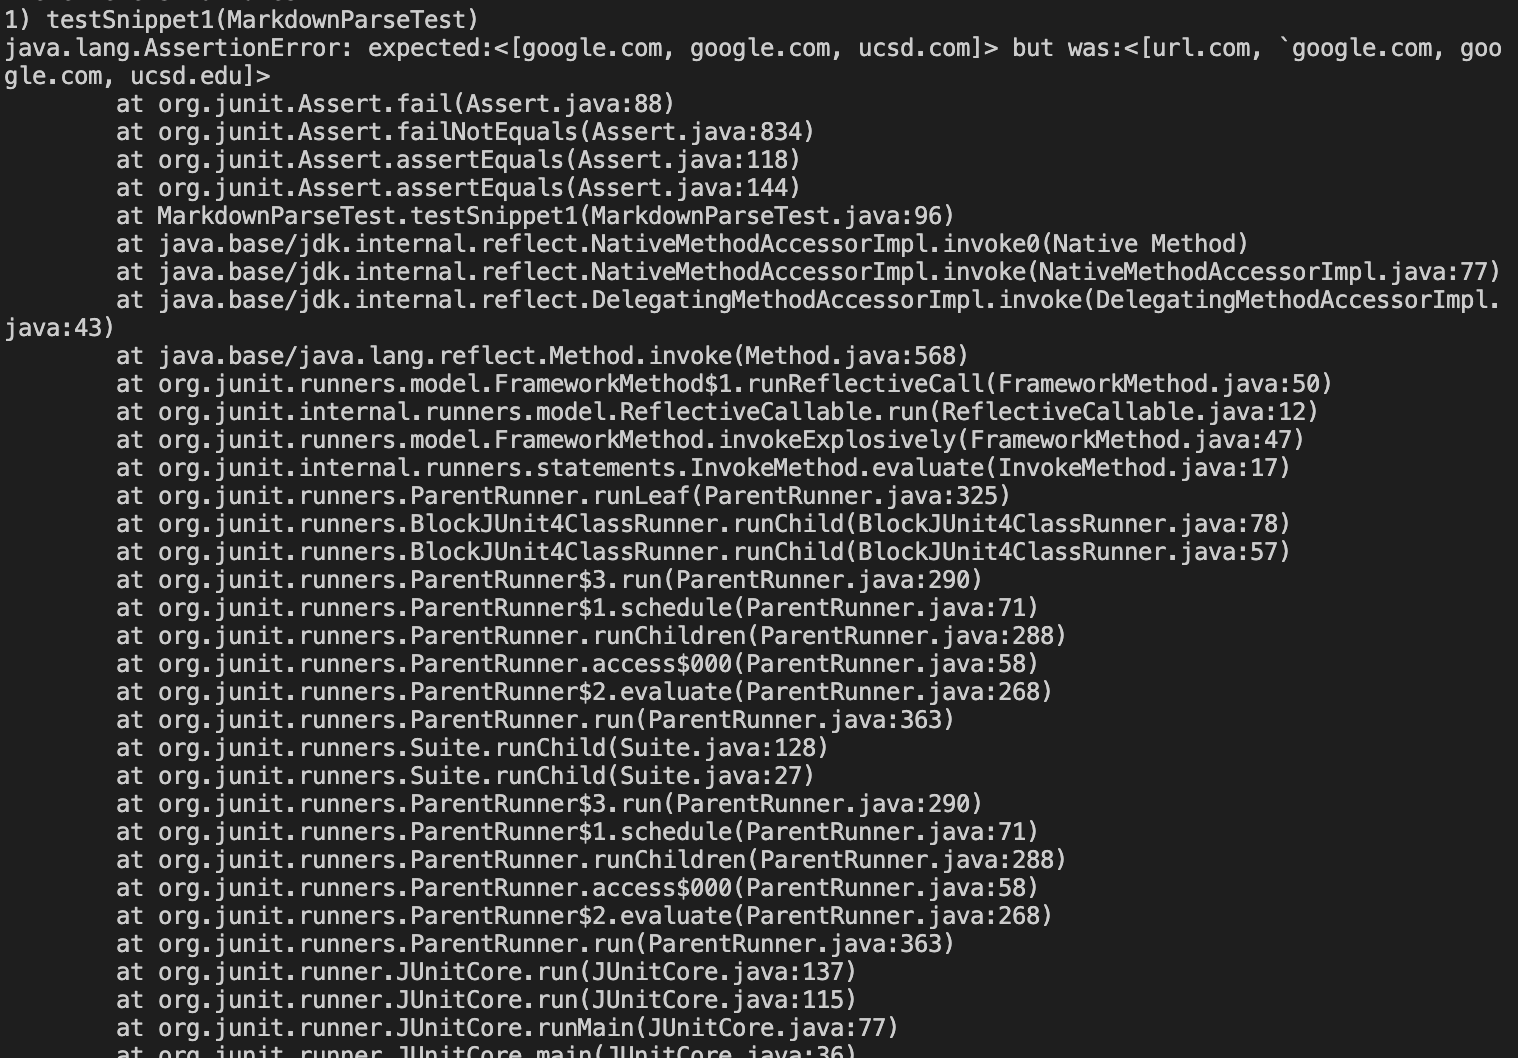 1) testSnippet1(MarkdownParseTest)
java.lang.AssertionError: expected:<[google.com, google.com, ucsd.com]> but was:<[url.com, `google.com, goo
gle.com, ucsd.edu]>
at org.junit.Assert.fail(Assert.java:88)
at org.junit.Assert.failNotEquals(Assert.java:834)
at org.junit.Assert.assertEquals(Assert.java:118)
at org.junit.Assert.assertEquals(Assert.java:144)
at MarkdownParseTest.testSnippet1(MarkdownParseTest.java:96)
at java.base/jdk.internal.reflect.NativeMethodAccessorImpl.invoke0(Native Method)
at java.base/jdk.internal.reflect.NativeMethodAccessorImpl.invoke(NativeMethodAccessorImpl.java:77)
at java.base/jdk.internal.reflect.DelegatingMethodAccessorImpl.invoke(DelegatingMethodAccessorImpl.
java:43)
at java.base/java.lang.reflect.Method.invoke(Method.java:568)
at org.junit.runners.model.FrameworkMethod$1.runReflectiveCall(FrameworkMethod.java:50)
at org.junit.internal.runners.model.ReflectiveCallable.run(ReflectiveCallable.java:12)
at org.junit.runners.model.FrameworkMethod.invokeExplosively(FrameworkMethod.java:47)
at org.junit.internal.runners.statements.InvokeMethod.evaluate(InvokeMethod.java:17)
at org.junit.runners.ParentRunner.runLeaf(ParentRunner.java:325)
at org.junit.runners.BlockJUnit4ClassRunner.runChild(BlockJUnit4ClassRunner.java:78)
at org.junit.runners.BlockJUnit4ClassRunner.runChild(BlockJUnit4ClassRunner.java:57)
at org.junit.runners.ParentRunner$3.run(ParentRunner.java:290)
at org.junit.runners.ParentRunner$1.schedule(ParentRunner.java:71)
at org.junit.runners.ParentRunner.runChildren(ParentRunner.java:288)
at org.junit.runners.ParentRunner.access$000(ParentRunner.java:58)
at org.junit.runners.ParentRunner$2.evaluate(ParentRunner.java:268)
at org.junit.runners.ParentRunner.run(ParentRunner.java:363)
at org.junit.runners.Suite.runChild(Suite.java:128)
at org.junit.runners.Suite.runChild(Suite.java:27)
at org.junit.runners.ParentRunner$3.run(ParentRunner.java:290)
at org.junit.runners.ParentRunner$1.schedule(ParentRunner.java:71)
at org.junit.runners.ParentRunner.runChildren(ParentRunner.java:288)
at org.junit.runners.ParentRunner.access$000(ParentRunner.java:58)
at org.junit.runners.ParentRunner$2.evaluate(ParentRunner.java:268)
at org.junit.runners.ParentRunner.run(ParentRunner.java:363)
at org.junit.runner.JUnitCore.run(JUnitCore.java:137)
at org.junit.runner.JUnitCore.run(JUnitCore.java:115)
at org.junit.runner.JUnitCore.runMain(JUnitCore.java:77)
at org.junit.runner.JUnitCore.main(JUnitCore.java:36)